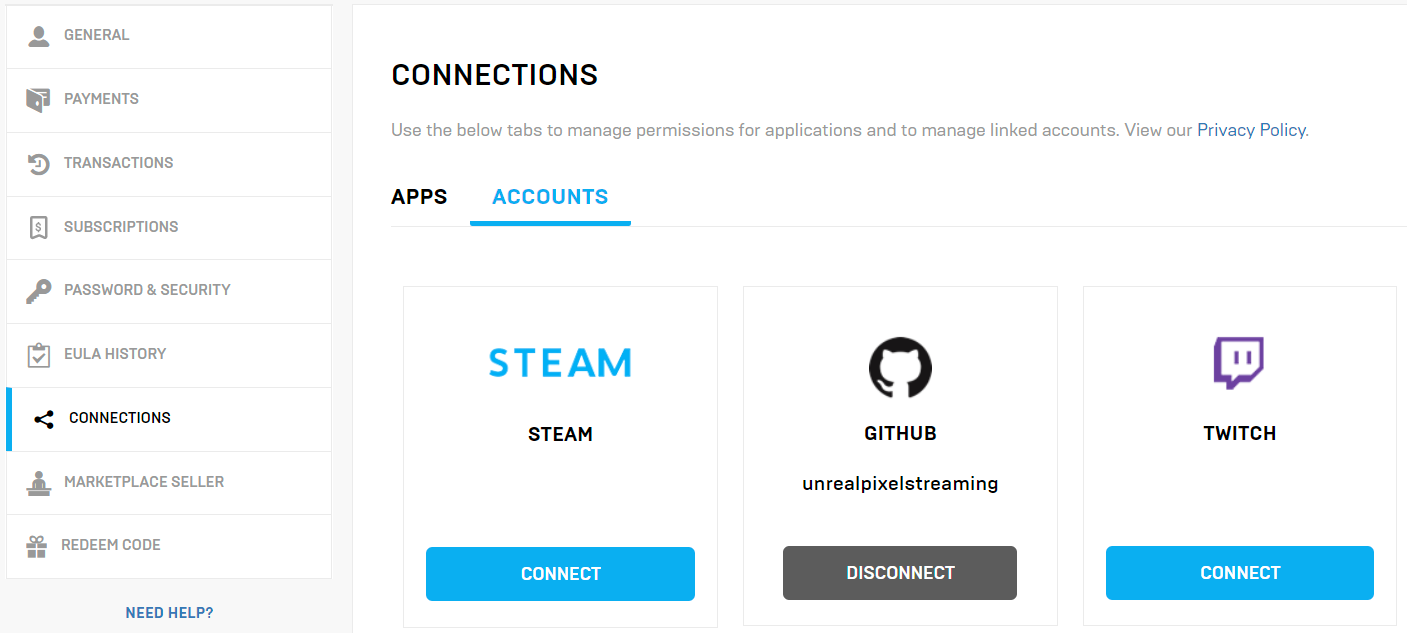 GENERAL
PAYMENTS
TRANSACTIONS
SUBSCRIPTIONS
PASSWORD & SECURITY
EULA HISTORY
CONNECTIONS
MARKETPLACE SELLER
REDEEM CODE
NEED HELP?
CONNECTIONS
Use the below tabs to manage permissions for applications and to manage linked accounts. View our Privacy Policy.
APPS
ACCOUNTS
STEAM
STEAM
CONNECT
GITHUB
unrealpixelstreaming
DISCONNECT
TWITCH
CONNECT